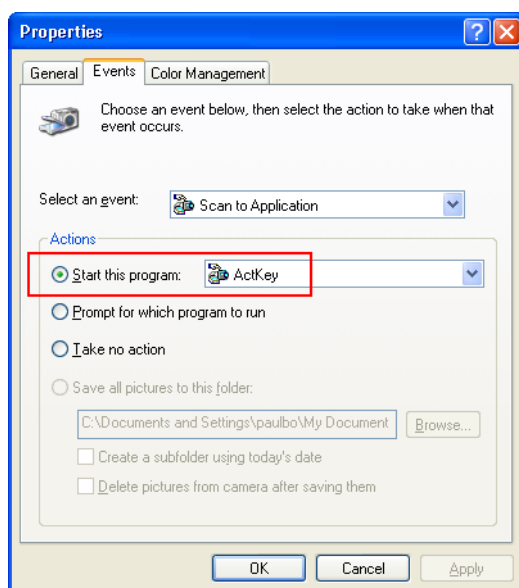 Properties
General Events Color Management
Choose an event below, then select the action to take when that
event occurs.
Select an event: Scan to Application
Actions
Start this program: ActKey
Prompt for which program to run
Take no action
Save all pictures to this folder:
C:\Documents and Settings\paulbo\My Document Browse...
Create a subfolder using today's date
Delete pictures from camera after saving them
OK Cancel Apply